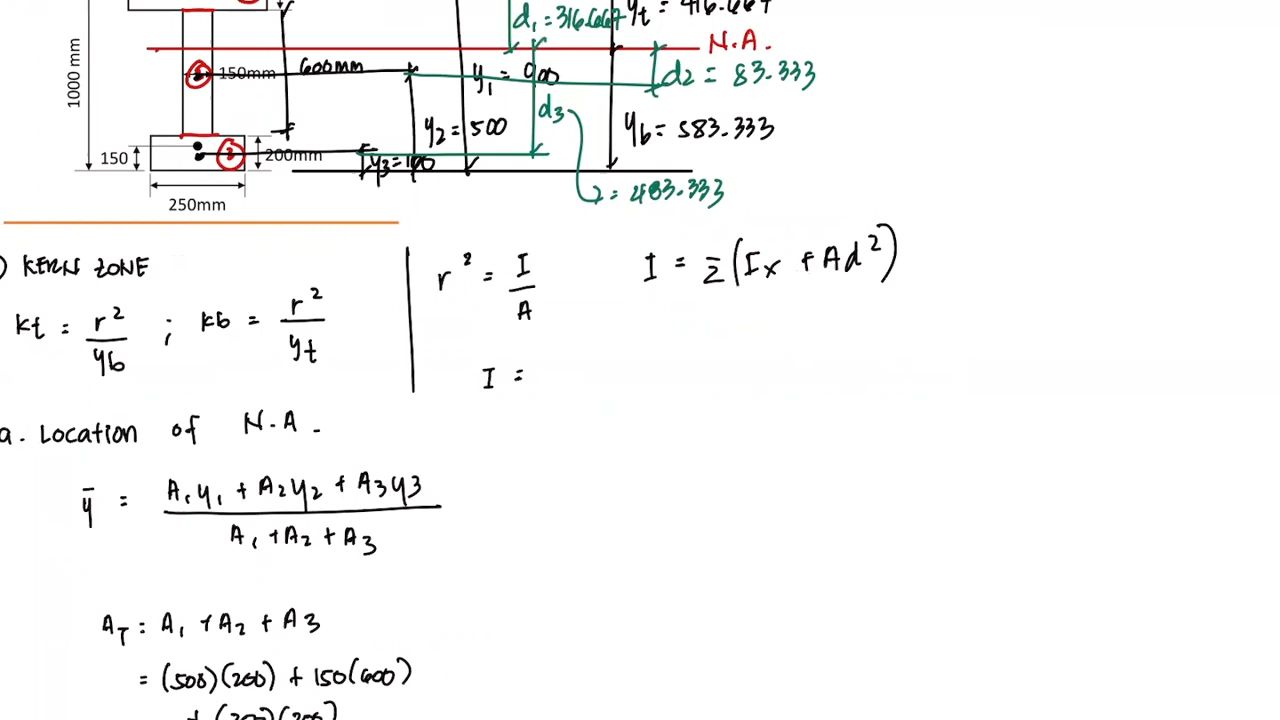 d1 = 316.667
yt = 416.667
N.A.
1000 mm
150mm
600mm
y1 = 900
d2 = 83.333
d3
y2 = 500
yb = 583.333
150
3
200mm
y3 = 100
= 483.333
250mm
) KERN ZONE
r² = I / A
I = Σ(Ix + Ad²)
kt = r² / yb ; kb = r² / yt
I =
a. Location of N.A.
ȳ = A1y1 + A2y2 + A3y3 / A1 + A2 + A3
AT = A1 + A2 + A3
= (500)(200) + 150(600)